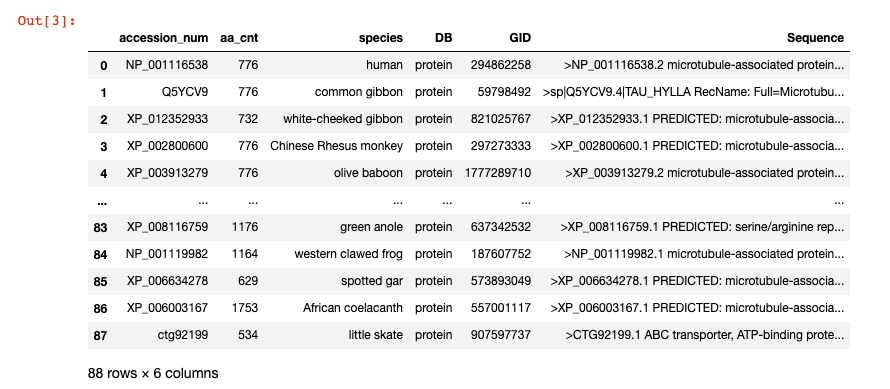 Out[3]:
accession_num aa_cnt species DB GID Sequence
0 NP_001116538 776 human protein 294862258 >NP_001116538.2 microtubule-associated protein...
1 Q5YCV9 776 common gibbon protein 59798492 >sp|Q5YCV9.4|TAU_HYLLA RecName: Full=Microtubu...
2 XP_012352933 732 white-cheeked gibbon protein 821025767 >XP_012352933.1 PREDICTED: microtubule-associa...
3 XP_002800600 776 Chinese Rhesus monkey protein 297273333 >XP_002800600.1 PREDICTED: microtubule-associa...
4 XP_003913279 776 olive baboon protein 1777289710 >XP_003913279.2 microtubule-associated protein...
... ... ... ... ... ... ...
83 XP_008116759 1176 green anole protein 637342532 >XP_008116759.1 PREDICTED: serine/arginine rep...
84 NP_001119982 1164 western clawed frog protein 187607752 >NP_001119982.1 microtubule-associated protein...
85 XP_006634278 629 spotted gar protein 573893049 >XP_006634278.1 PREDICTED: microtubule-associa...
86 XP_006003167 1753 African coelacanth protein 557001117 >XP_006003167.1 PREDICTED: microtubule-associa...
87 ctg92199 534 little skate protein 907597737 >CTG92199.1 ABC transporter, ATP-binding prote...
88 rows × 6 columns